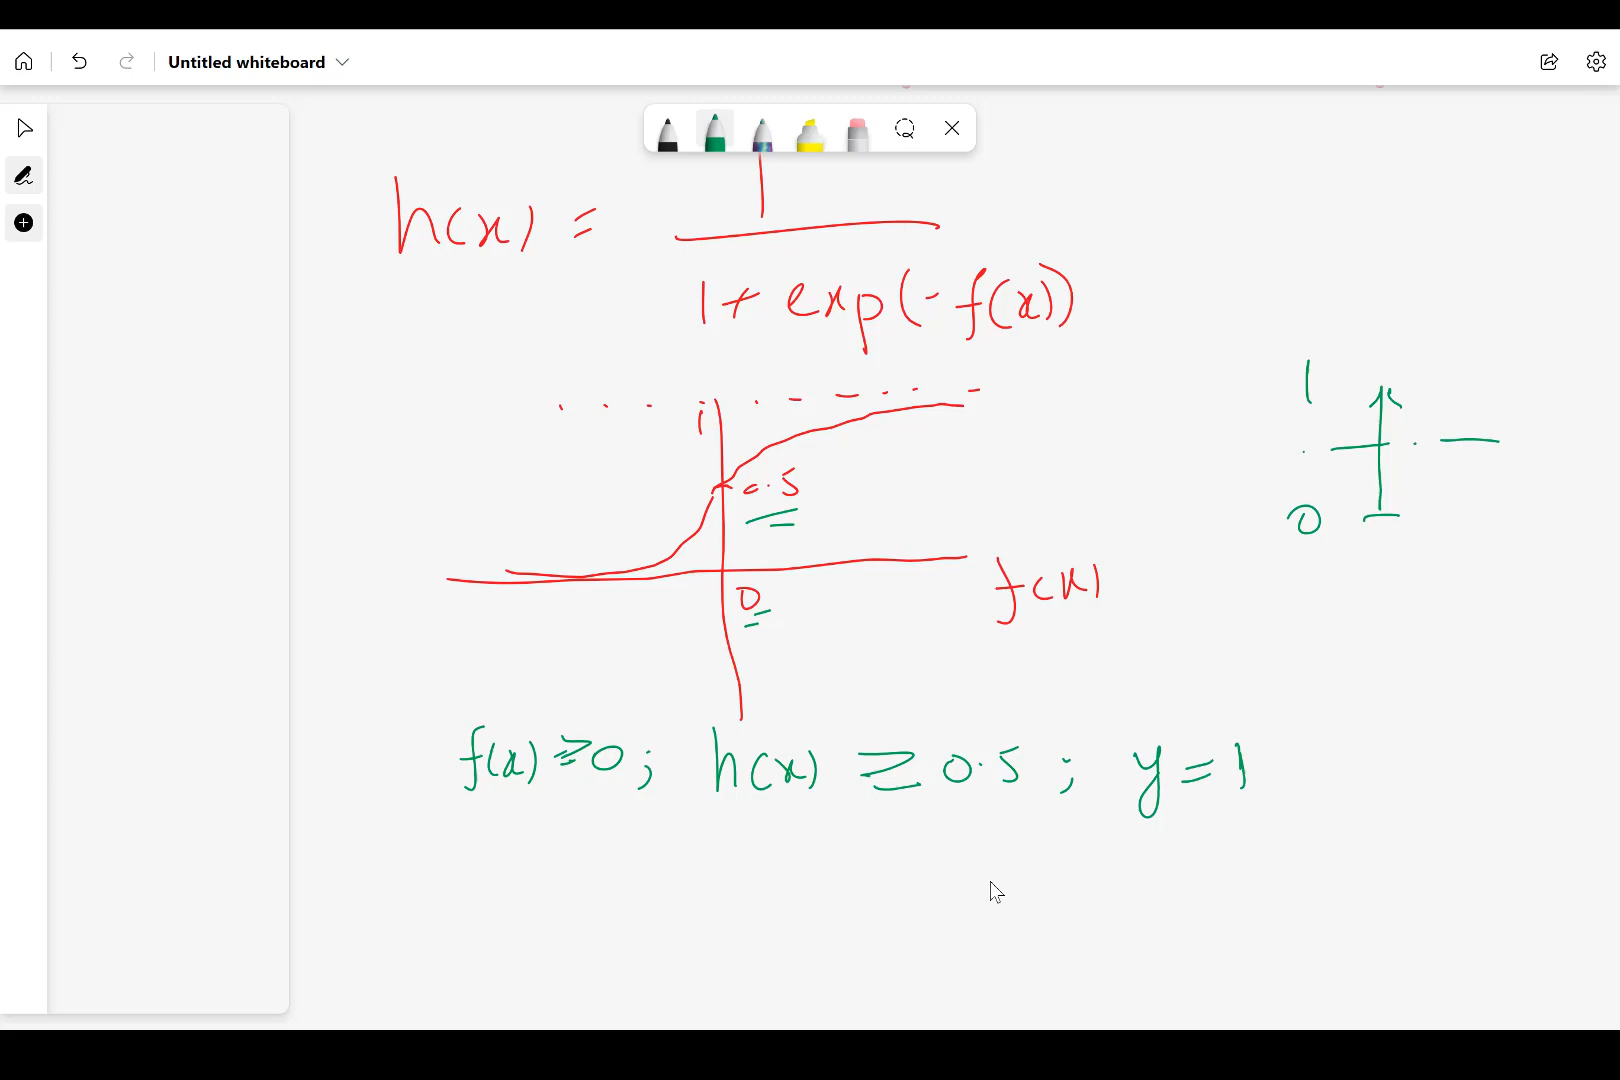 Untitled whiteboard
h(x) = 1
1 + exp(-f(x))
1
1
0.5
0
0
f(x)
f(x) ≥ 0; h(x) ≥ 0.5; y = 1